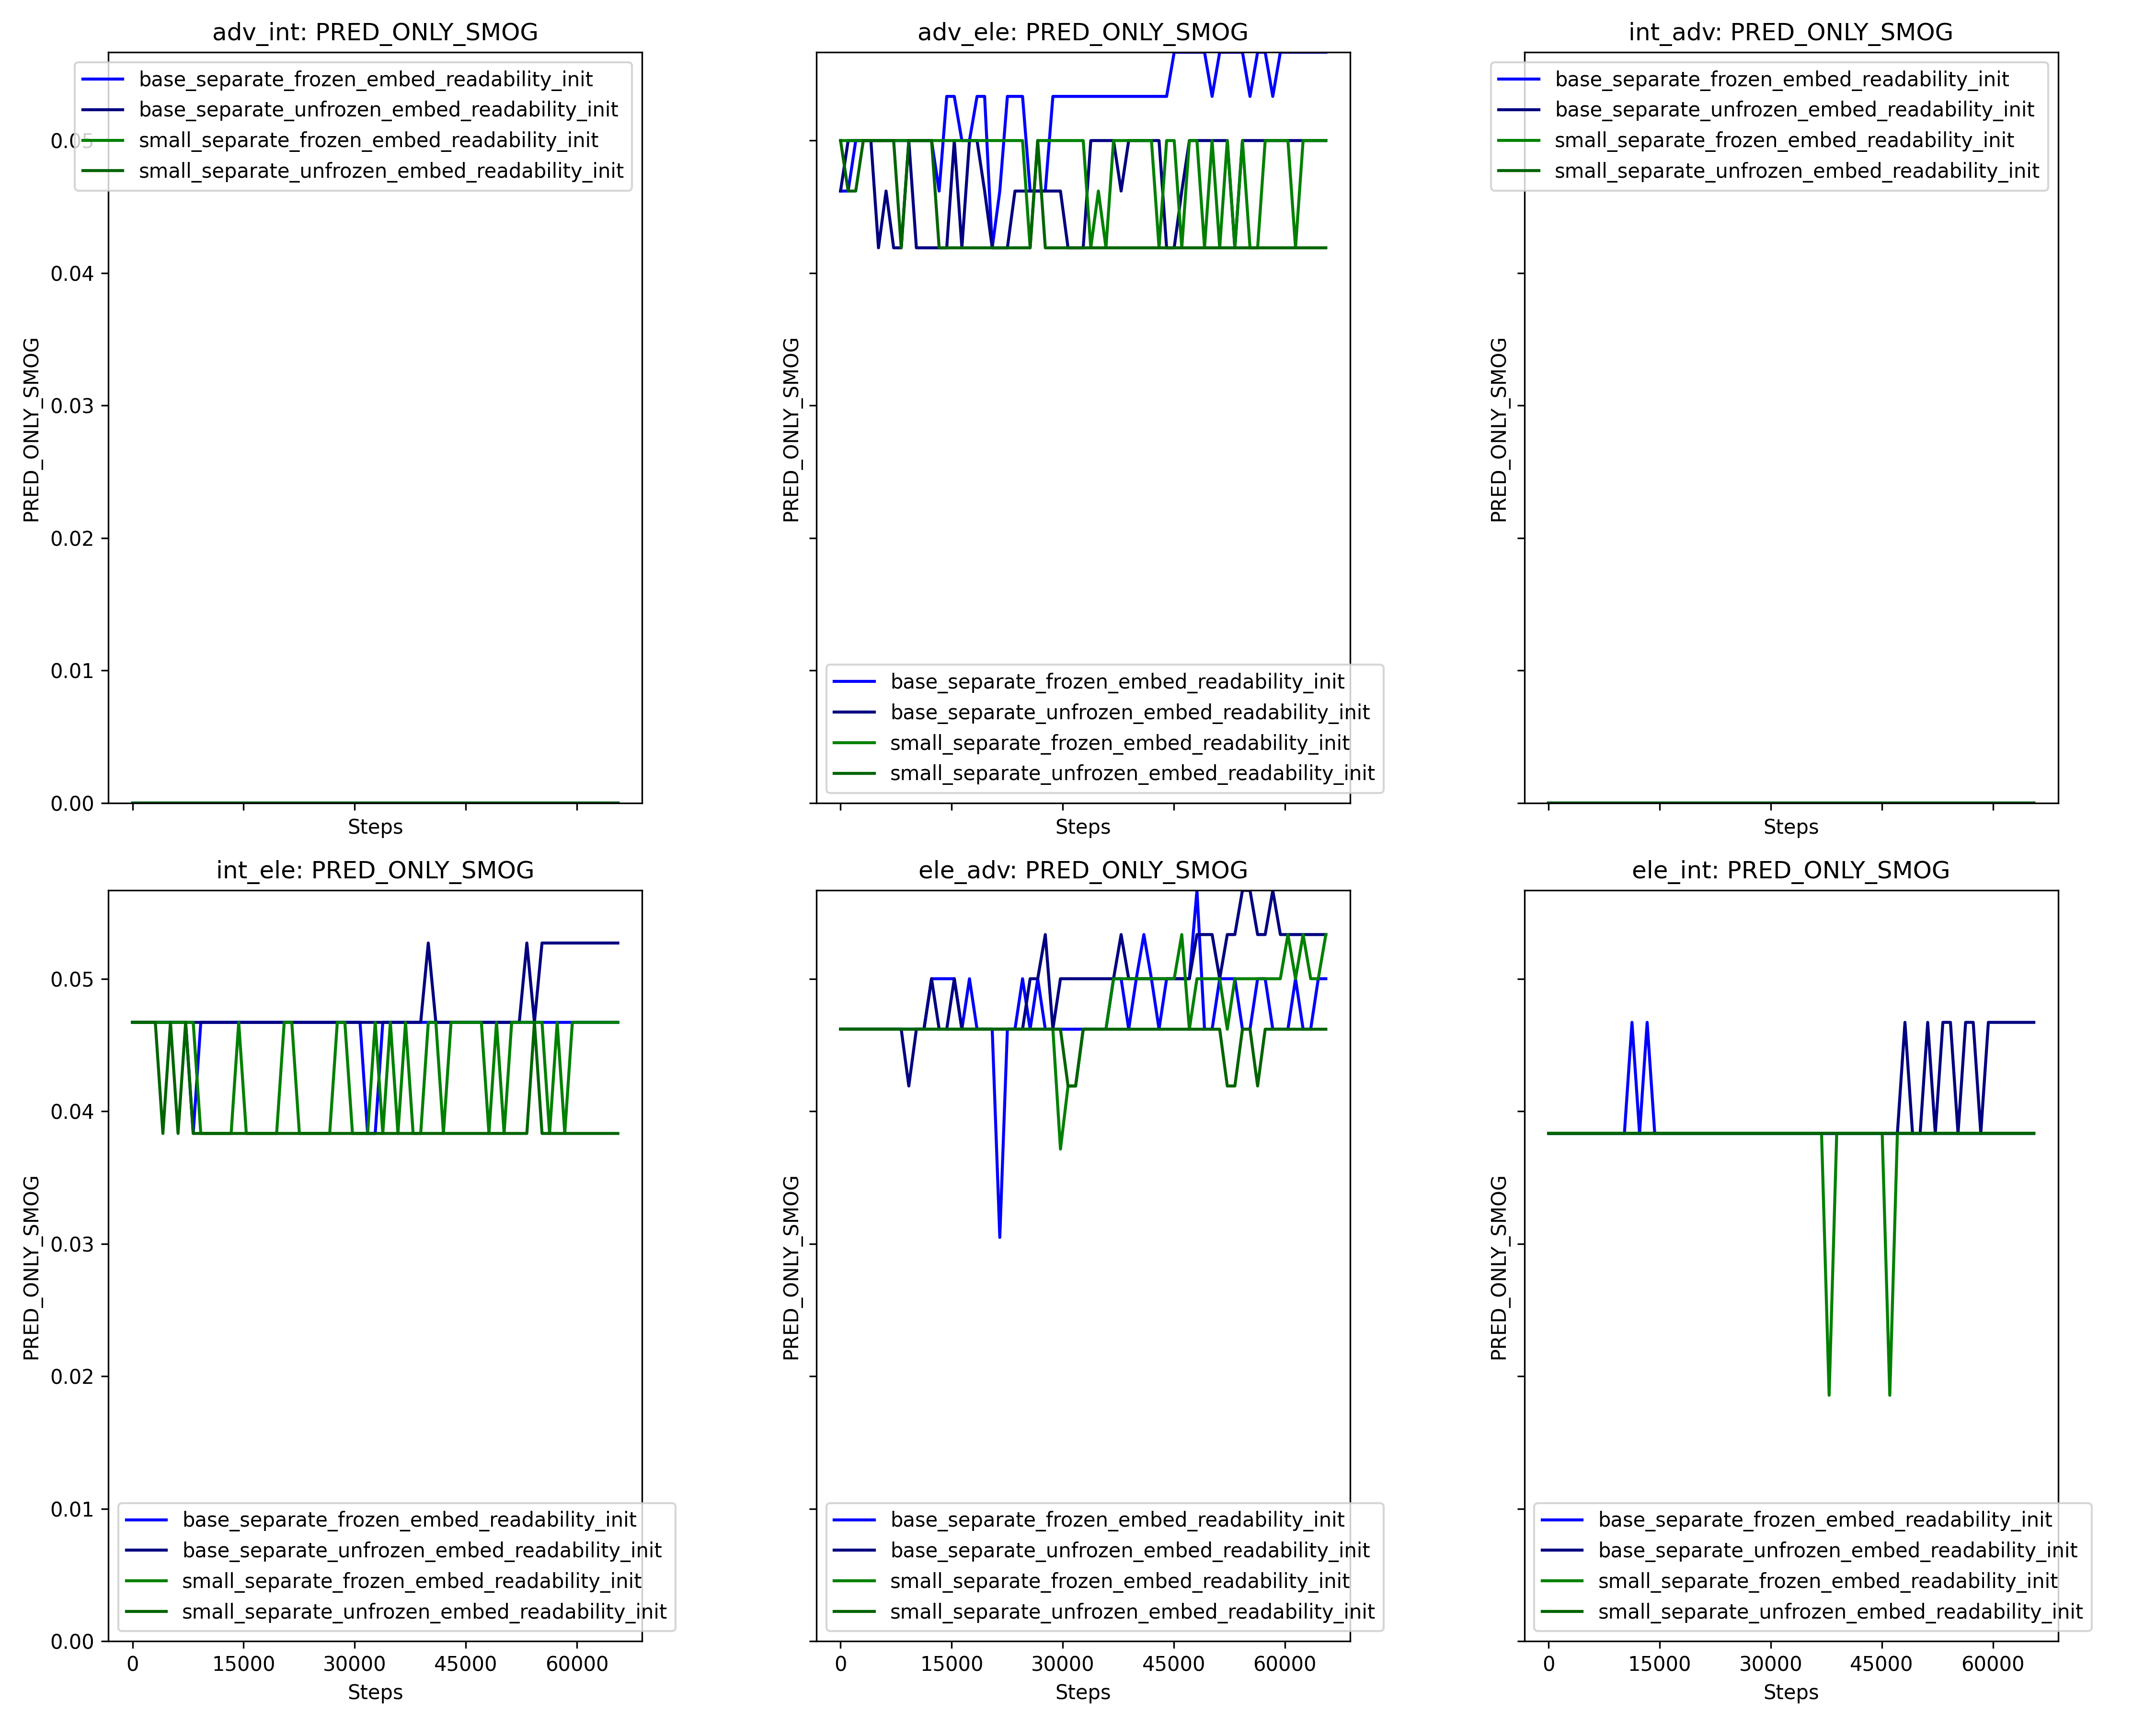 adv_int: PRED_ONLY_SMOG
base_separate_frozen_embed_readability_init
base_separate_unfrozen_embed_readability_init
small_separate_frozen_embed_readability_init
small_separate_unfrozen_embed_readability_init
0.05
0.04
0.03
0.02
0.01
0.00
PRED_ONLY_SMOG
Steps
adv_ele: PRED_ONLY_SMOG
PRED_ONLY_SMOG
base_separate_frozen_embed_readability_init
base_separate_unfrozen_embed_readability_init
small_separate_frozen_embed_readability_init
small_separate_unfrozen_embed_readability_init
Steps
int_adv: PRED_ONLY_SMOG
base_separate_frozen_embed_readability_init
base_separate_unfrozen_embed_readability_init
small_separate_frozen_embed_readability_init
small_separate_unfrozen_embed_readability_init
PRED_ONLY_SMOG
Steps
int_ele: PRED_ONLY_SMOG
0.05
0.04
0.03
0.02
0.01
0.00
PRED_ONLY_SMOG
base_separate_frozen_embed_readability_init
base_separate_unfrozen_embed_readability_init
small_separate_frozen_embed_readability_init
small_separate_unfrozen_embed_readability_init
0 15000 30000 45000 60000
Steps
ele_adv: PRED_ONLY_SMOG
PRED_ONLY_SMOG
base_separate_frozen_embed_readability_init
base_separate_unfrozen_embed_readability_init
small_separate_frozen_embed_readability_init
small_separate_unfrozen_embed_readability_init
0 15000 30000 45000 60000
Steps
ele_int: PRED_ONLY_SMOG
PRED_ONLY_SMOG
base_separate_frozen_embed_readability_init
base_separate_unfrozen_embed_readability_init
small_separate_frozen_embed_readability_init
small_separate_unfrozen_embed_readability_init
0 15000 30000 45000 60000
Steps